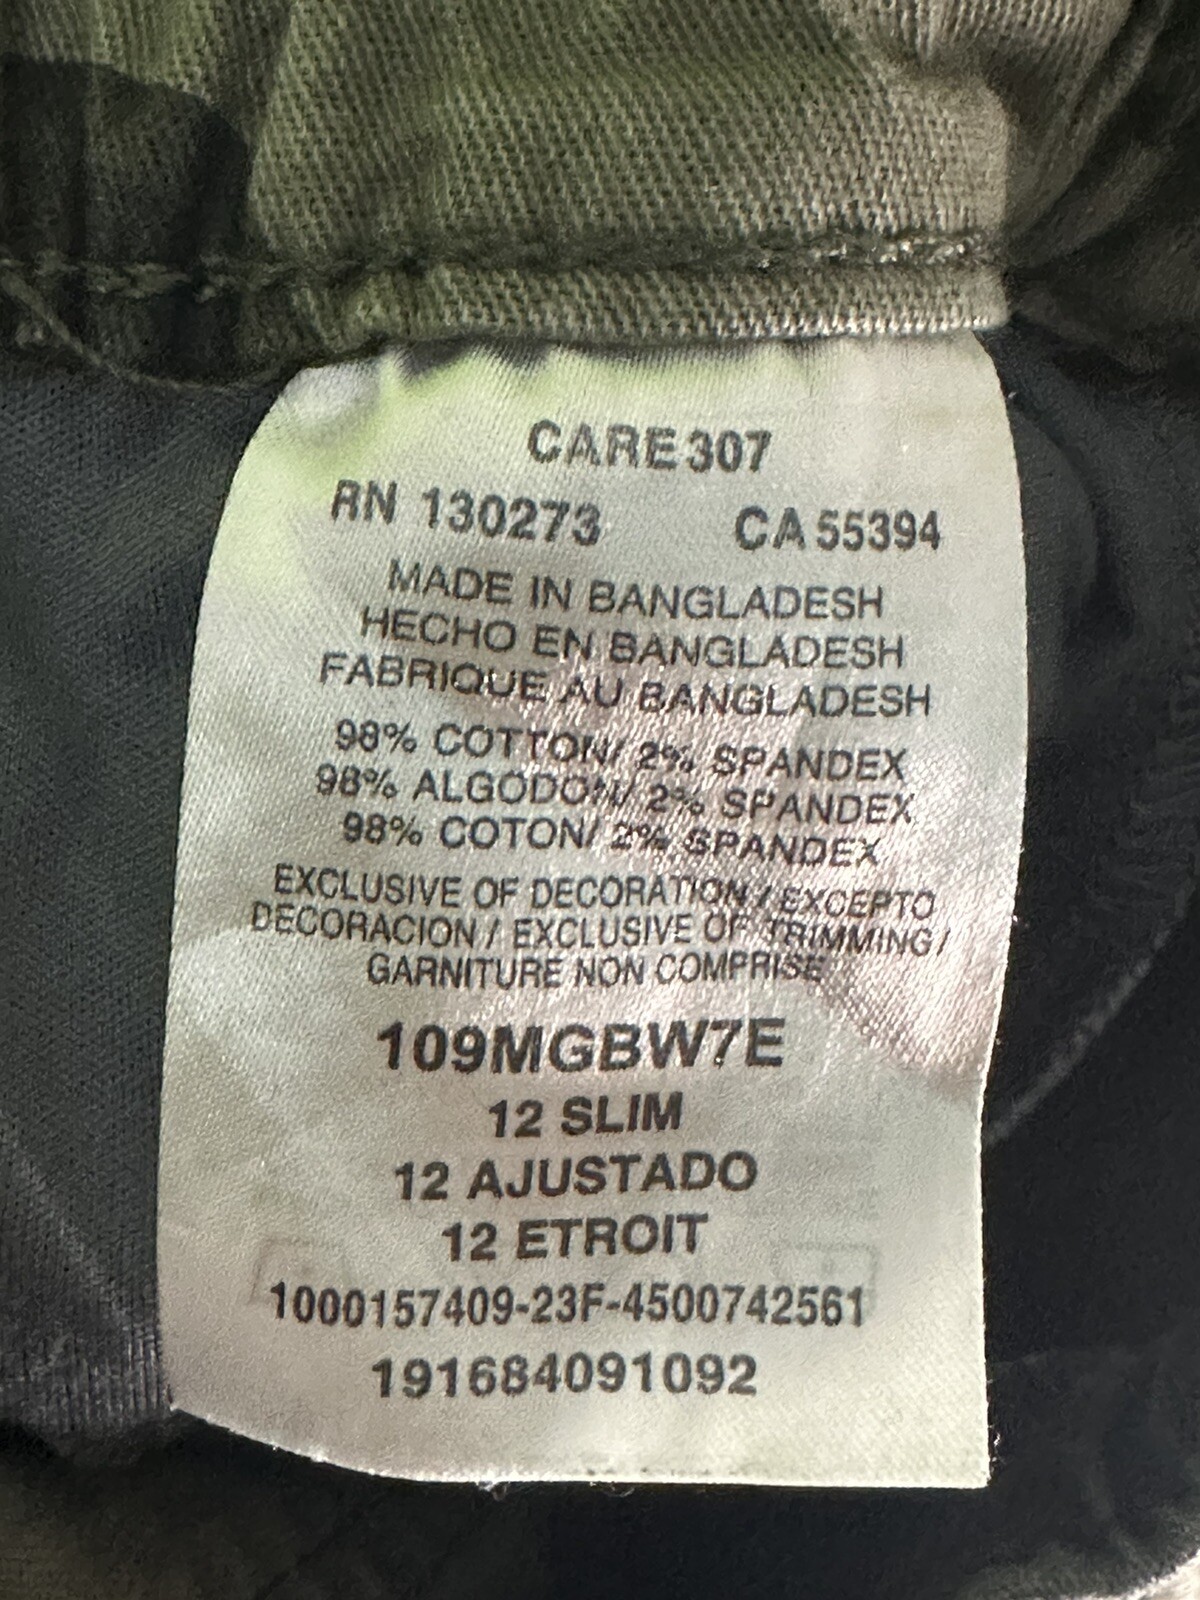 CARE307
RN 130273 CA 55394
MADE IN BANGLADESH
HECHO EN BANGLADESH
FABRIQUE AU BANGLADESH
98% COTTON/ 2% SPANDEX
98% ALGODON/ 2% SPANDEX
98% COTON/ 2% SPANDEX
EXCLUSIVE OF DECORATION / EXCEPTO
DECORACION / EXCLUSIVE OF TRIMMING /
GARNITURE NON COMPRISE
109MGBW7E
12 SLIM
12 AJUSTADO
12 ETROIT
1000157409-23F-4500742561
191684091092